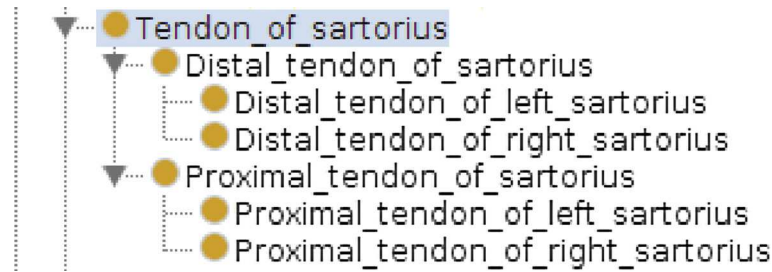 Tendon_of_sartorius
Distal_tendon_of_sartorius
Distal_tendon_of_left_sartorius
Distal_tendon_of_right_sartorius
Proximal_tendon_of_sartorius
Proximal_tendon_of_left_sartorius
Proximal_tendon_of_right_sartorius